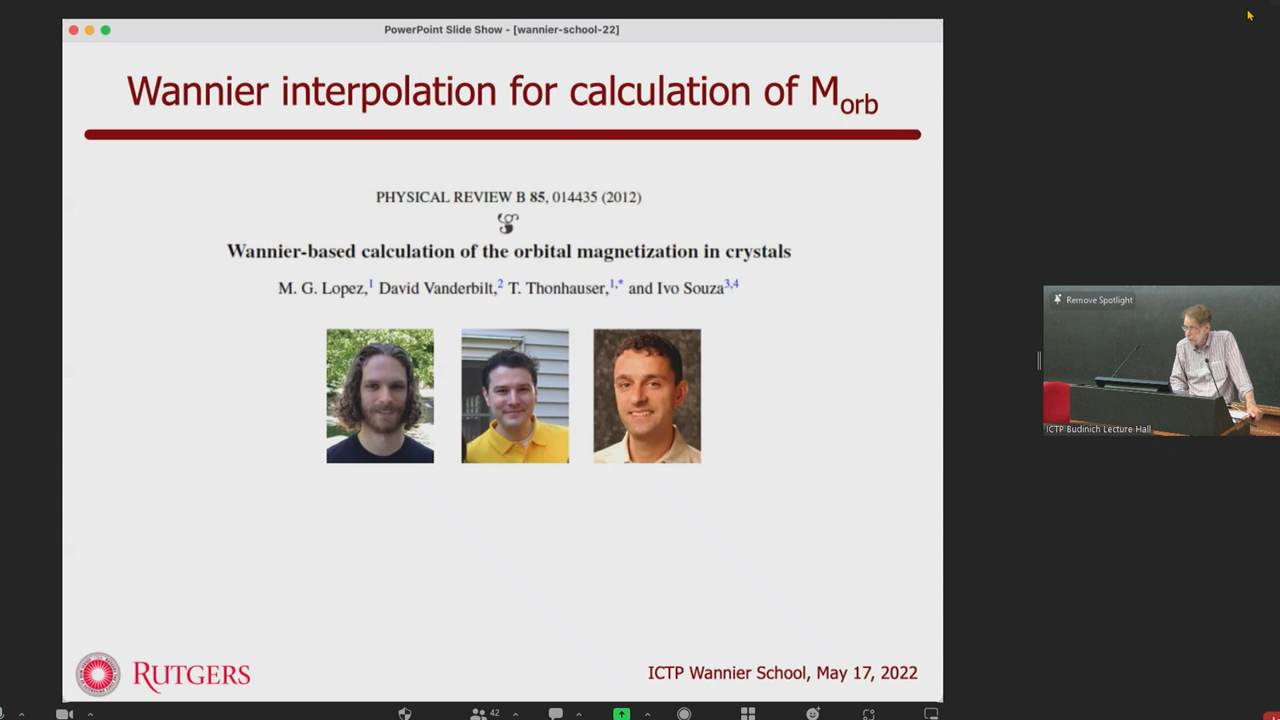 PowerPoint Slide Show - [wannier-school-22]
Wannier interpolation for calculation of Morb
PHYSICAL REVIEW B 85, 014435 (2012)
Wannier-based calculation of the orbital magnetization in crystals
M. G. Lopez,1 David Vanderbilt,2 T. Thonhauser,1,* and Ivo Souza3,4
Remove Spotlight
ICTP Budinich Lecture Hall
RUTGERS
ICTP Wannier School, May 17, 2022
42